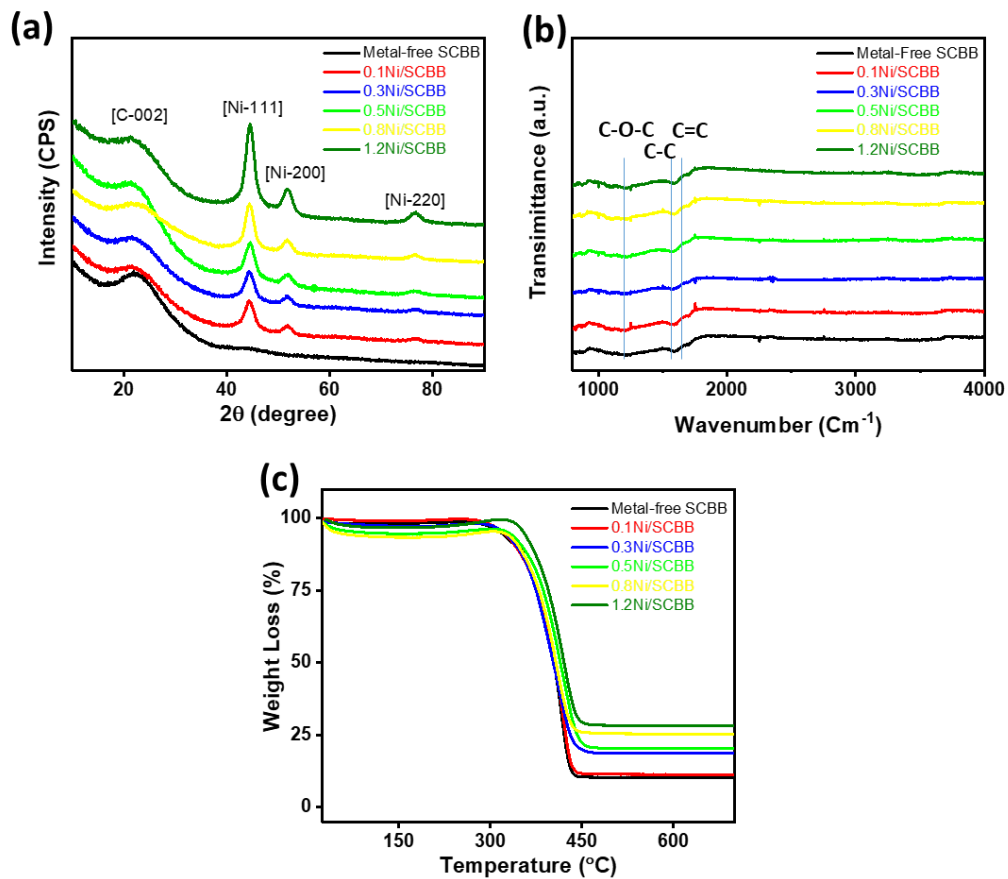 (a)
Metal-free SCBB
0.1Ni/SCBB
0.3Ni/SCBB
0.5Ni/SCBB
0.8Ni/SCBB
1.2Ni/SCBB
[C-002]
[Ni-111]
[Ni-200]
[Ni-220]
Intensity (CPS)
20
40
60
80
2θ (degree)
(b)
Metal-Free SCBB
0.1Ni/SCBB
0.3Ni/SCBB
0.5Ni/SCBB
0.8Ni/SCBB
1.2Ni/SCBB
C-O-C
C=C
C-C
Transimittance (a.u.)
1000
2000
3000
4000
Wavenumber (Cm⁻¹)
(c)
Metal-free SCBB
0.1Ni/SCBB
0.3Ni/SCBB
0.5Ni/SCBB
0.8Ni/SCBB
1.2Ni/SCBB
Weight Loss (%)
100
75
50
25
0
150
300
450
600
Temperature (°C)